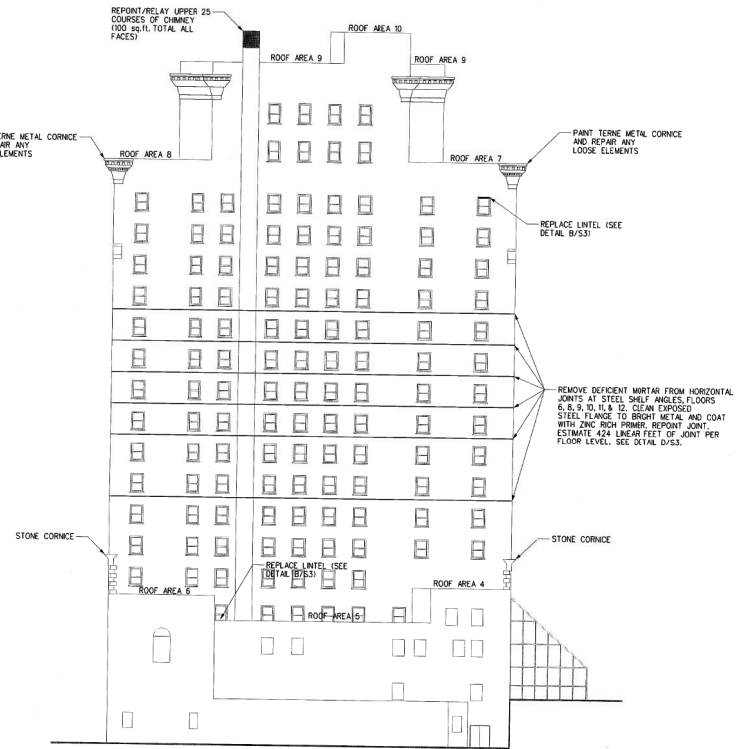 REPOINT/RELAY UPPER 25
COURSES OF CHIMNEY
(100 sq.ft. TOTAL ALL
FACES)
ROOF AREA 10
ROOF AREA 9
ROOF AREA 9
ERNE METAL CORNICE
AIR ANY
ELEMENTS
ROOF AREA 8
ROOF AREA 7
PAINT TERNE METAL CORNICE
AND REPAIR ANY
LOOSE ELEMENTS
REPLACE LINTEL (SEE
DETAIL B/S3)
REMOVE DEFICIENT MORTAR FROM HORIZONTAL
JOINTS AT STEEL SHELF ANGLES, FLOORS
6, 8, 9, 10, 11, & 12. CLEAN EXPOSED
STEEL FLANGE TO BRIGHT METAL AND COAT
WITH ZINC RICH PRIMER. REPOINT JOINT.
ESTIMATE 424 LINEAR FEET OF JOINT PER
FLOOR LEVEL. SEE DETAIL D/S3.
STONE CORNICE
STONE CORNICE
REPLACE LINTEL (SEE
DETAIL B/S3)
ROOF AREA 6
ROOF AREA 4
ROOF AREA 5